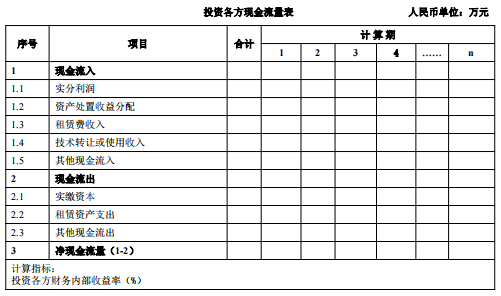 投资各方现金流量表 人民币单位：万元
序号 项目 合计 计算期
1 2 3 4 …… n
1 现金流入
1.1 实分利润
1.2 资产处置收益分配
1.3 租赁费收入
1.4 技术转让或使用收入
1.5 其他现金流入
2 现金流出
2.1 实缴资本
2.2 租赁资产支出
2.3 其他现金流出
3 净现金流量（1-2）
计算指标：
投资各方财务内部收益率（%）